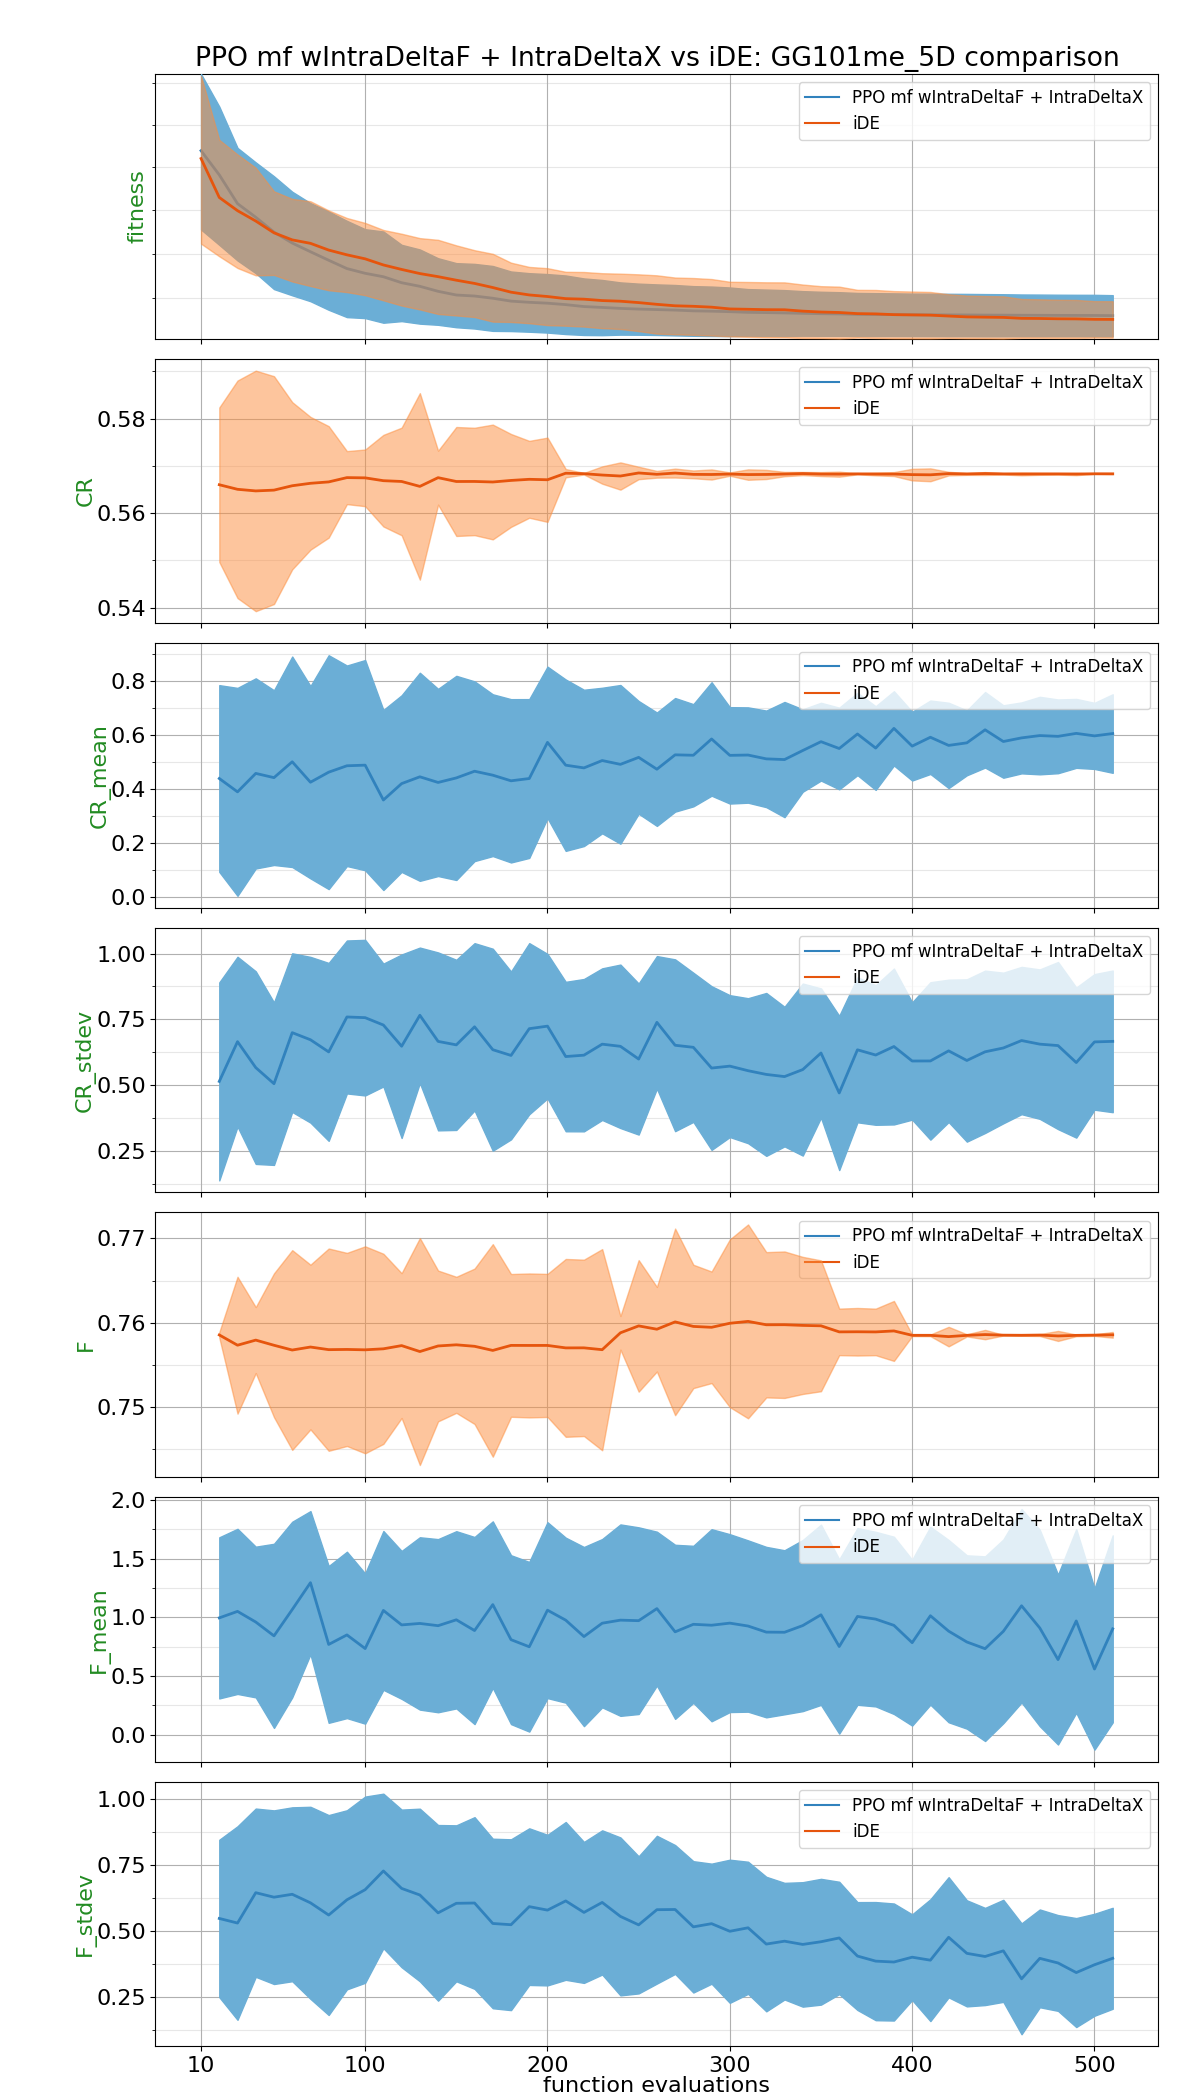 PPO mf wIntraDeltaF + IntraDeltaX vs iDE: GG101me_5D comparison
PPO mf wIntraDeltaF + IntraDeltaX
iDE
fitness
PPO mf wIntraDeltaF + IntraDeltaX
iDE
0.58
0.56
0.54
CR
PPO mf wIntraDeltaF + IntraDeltaX
iDE
0.8
0.6
0.4
0.2
0.0
CR_mean
PPO mf wIntraDeltaF + IntraDeltaX
iDE
1.00
0.75
0.50
0.25
CR_stdev
PPO mf wIntraDeltaF + IntraDeltaX
iDE
0.77
0.76
0.75
F
PPO mf wIntraDeltaF + IntraDeltaX
iDE
2.0
1.5
1.0
0.5
0.0
F_mean
PPO mf wIntraDeltaF + IntraDeltaX
iDE
1.00
0.75
0.50
0.25
F_stdev
10 100 200 300 400 500
function evaluations